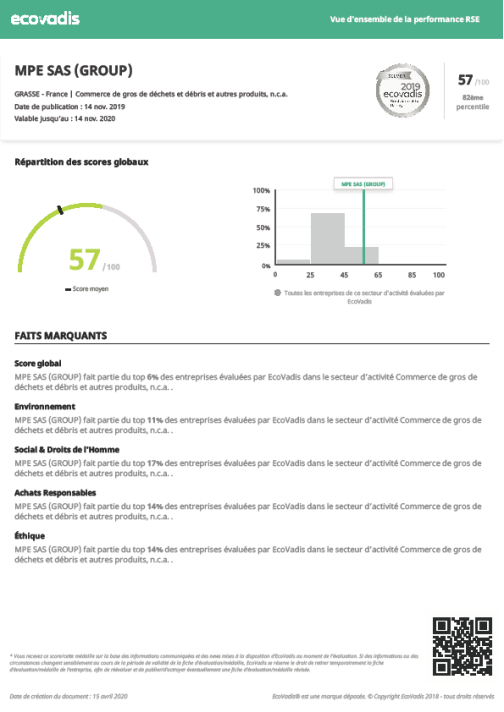 ecovadis
Vue d'ensemble de la performance RSE
MPE SAS (GROUP)
GRASSE - France | Commerce de gros de déchets et débris et autres produits, n.c.a.
Date de publication : 14 nov. 2019
Valable jusqu'au : 14 nov. 2020
2019
ecovadis
57 /100
82ème
percentile
Répartition des scores globaux
57 /100
Score moyen
MPE SAS (GROUP)
100%
75%
50%
25%
0%
0 25 45 65 85 100
Toutes les entreprises de ce secteur d'activité évaluées par
EcoVadis
FAITS MARQUANTS
Score global
MPE SAS (GROUP) fait partie du top 6% des entreprises évaluées par EcoVadis dans le secteur d'activité Commerce de gros de
déchets et débris et autres produits, n.c.a. .
Environnement
MPE SAS (GROUP) fait partie du top 11% des entreprises évaluées par EcoVadis dans le secteur d'activité Commerce de gros de
déchets et débris et autres produits, n.c.a. .
Social & Droits de l'Homme
MPE SAS (GROUP) fait partie du top 17% des entreprises évaluées par EcoVadis dans le secteur d'activité Commerce de gros de
déchets et débris et autres produits, n.c.a. .
Achats Responsables
MPE SAS (GROUP) fait partie du top 14% des entreprises évaluées par EcoVadis dans le secteur d'activité Commerce de gros de
déchets et débris et autres produits, n.c.a. .
Éthique
MPE SAS (GROUP) fait partie du top 14% des entreprises évaluées par EcoVadis dans le secteur d'activité Commerce de gros de
déchets et débris et autres produits, n.c.a. .
* Vous recevez ce score/cette médaille sur la base des informations communiquées et des news mises à la disposition d'EcoVadis au moment de l'évaluation. Si des informations ou des
circonstances changent sensiblement au cours de la période de validité de la fiche d'évaluation/médaille, EcoVadis se réserve le droit de retirer temporairement la fiche
d'évaluation/médaille de l'entreprise, afin de réévaluer et de publier/d'octroyer éventuellement une fiche d'évaluation/médaille révisée.
Date de création du document : 15 avril 2020
EcoVadis® est une marque déposée. © Copyright EcoVadis 2018 - tous droits réservés